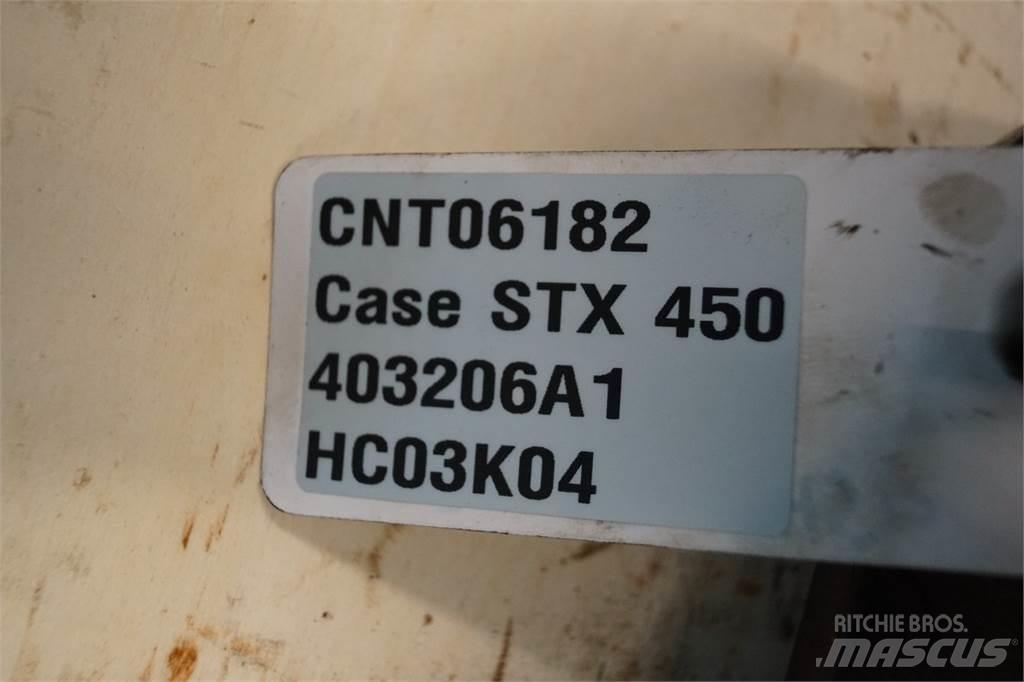 CNT06182
Case STX 450
403206A1
HC03K04
RITCHIE BROS.
MASCUS